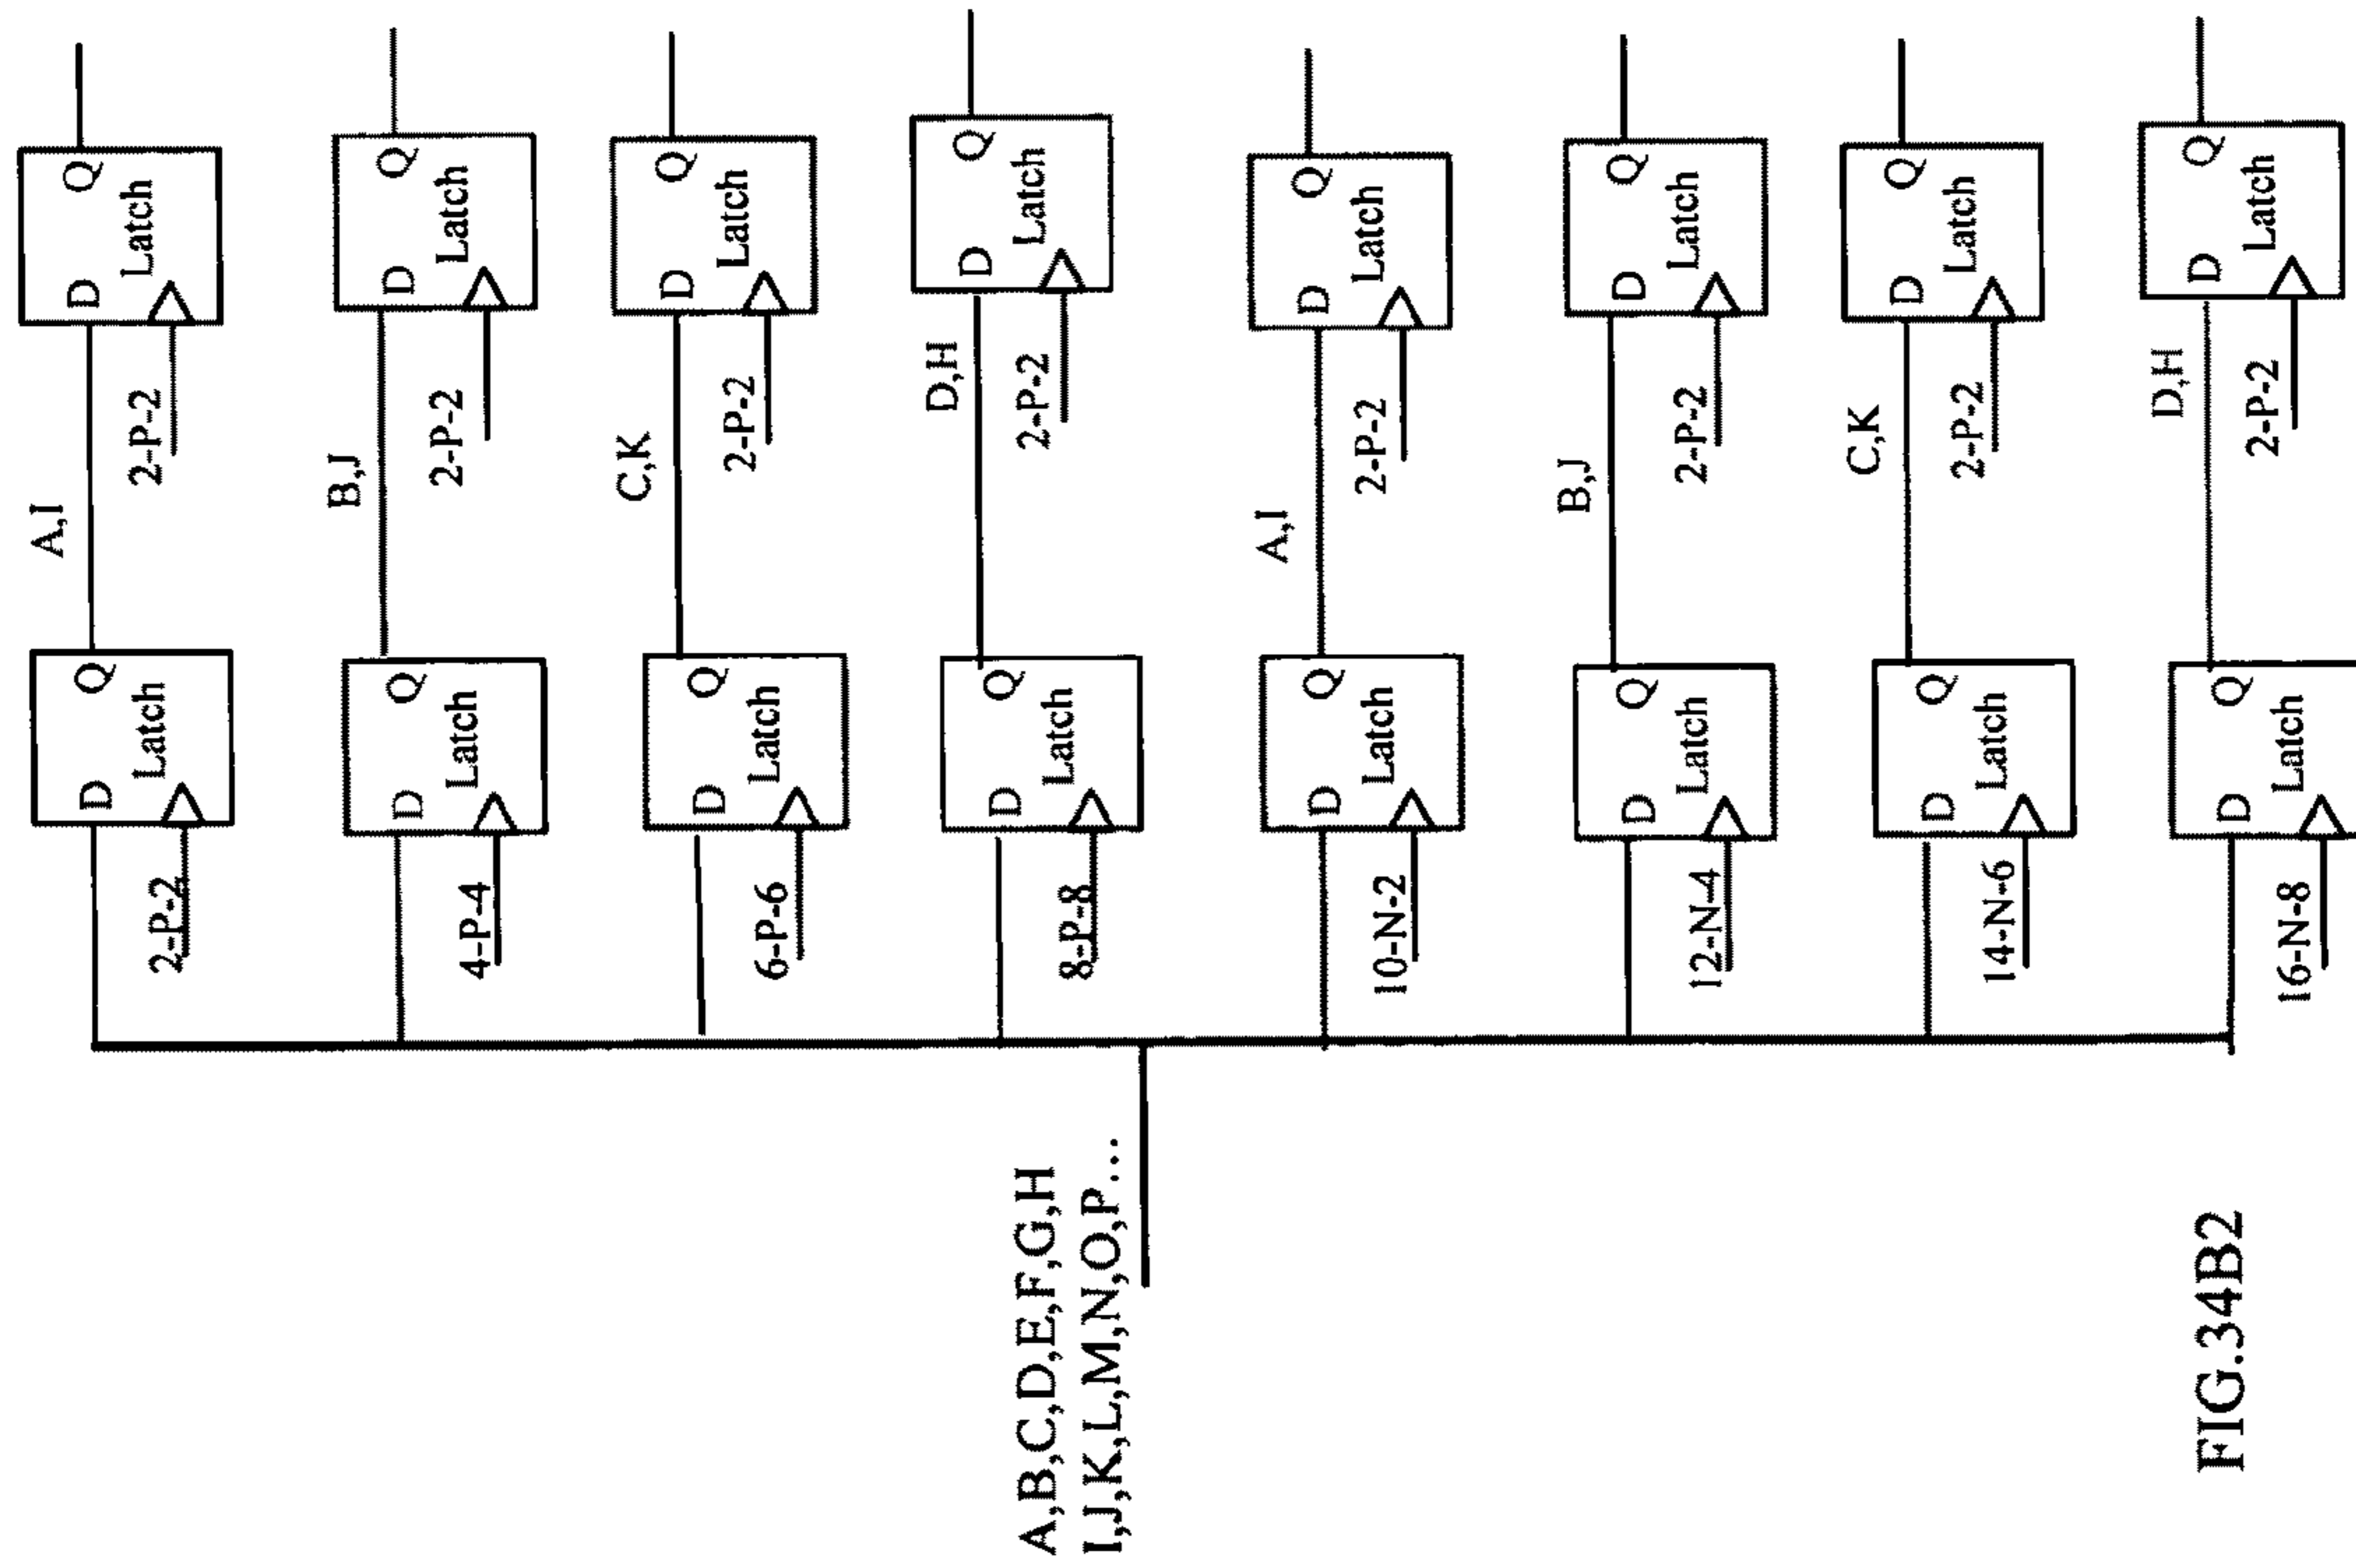 A,I
D Q D Q
Latch Latch
2-P-2 2-P-2
B,J
D Q D Q
Latch Latch
4-P-4 2-P-2
C,K
D Q D Q
Latch Latch
6-P-6 2-P-2
D,H
D Q D Q
Latch Latch
8-P-8 2-P-2
A,B,C,D,E,F,G,H
I,J,K,L,M,N,O,P...
A,I
D Q D Q
Latch Latch
10-N-2 2-P-2
B,J
D Q D Q
Latch Latch
12-N-4 2-P-2
C,K
D Q D Q
Latch Latch
14-N-6 2-P-2
D,H
D Q D Q
Latch Latch
16-N-8 2-P-2
FIG.34B2